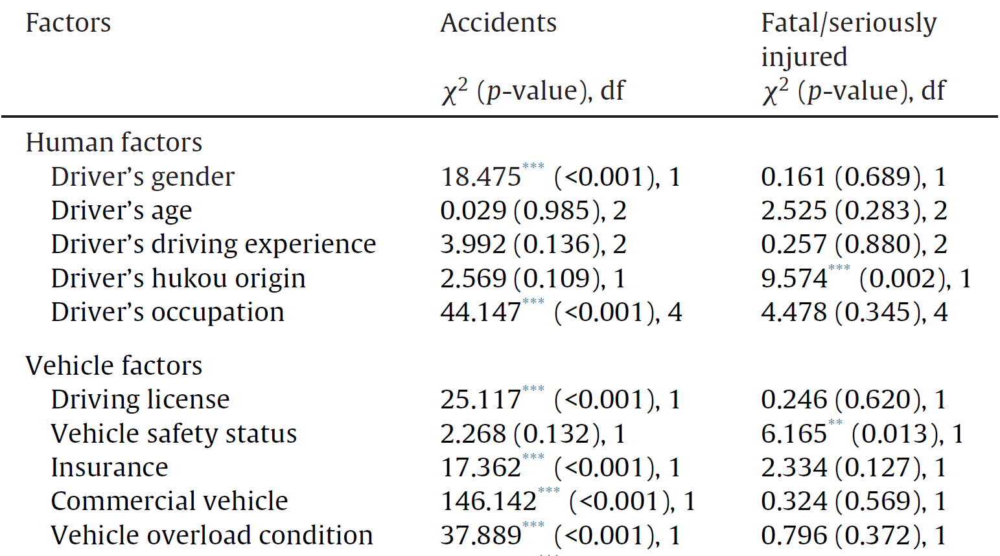 Factors Accidents Fatal/seriously
injured
χ² (p-value), df χ² (p-value), df
Human factors
Driver’s gender 18.475*** (<0.001), 1 0.161 (0.689), 1
Driver’s age 0.029 (0.985), 2 2.525 (0.283), 2
Driver’s driving experience 3.992 (0.136), 2 0.257 (0.880), 2
Driver’s hukou origin 2.569 (0.109), 1 9.574*** (0.002), 1
Driver’s occupation 44.147*** (<0.001), 4 4.478 (0.345), 4
Vehicle factors
Driving license 25.117*** (<0.001), 1 0.246 (0.620), 1
Vehicle safety status 2.268 (0.132), 1 6.165** (0.013), 1
Insurance 17.362*** (<0.001), 1 2.334 (0.127), 1
Commercial vehicle 146.142*** (<0.001), 1 0.324 (0.569), 1
Vehicle overload condition 37.889*** (<0.001), 1 0.796 (0.372), 1